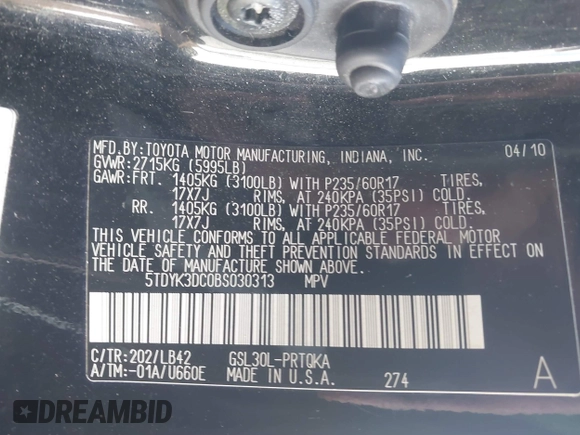 MFD.BY:TOYOTA MOTOR MANUFACTURING, INDIANA, INC. 04/10
GVWR:2715KG (5995LB)
GAWR:FRT. 1405KG (3100LB) WITH P235/60R17 TIRES,
17X7J RIMS, AT 240KPA (35PSI) COLD.
RR. 1405KG (3100LB) WITH P235/60R17 TIRES,
17X7J RIMS, AT 240KPA (35PSI) COLD.
THIS VEHICLE CONFORMS TO ALL APPLICABLE FEDERAL MOTOR
VEHICLE SAFETY AND THEFT PREVENTION STANDARDS IN EFFECT ON
THE DATE OF MANUFACTURE SHOWN ABOVE.
5TDYK3DC0BS030313 MPV
C/TR:202/LB42 GSL30L-PRTQKA
A/TM:-01A/U660E MADE IN U.S.A. 274 A
DREAMBID